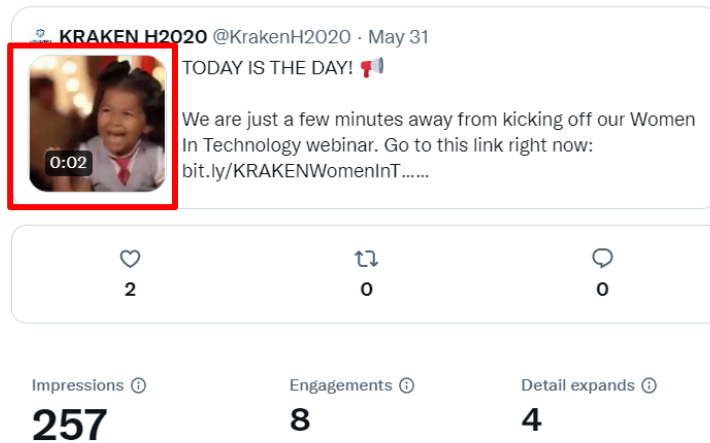 KRAKEN H2020 @KrakenH2020 · May 31
TODAY IS THE DAY!
We are just a few minutes away from kicking off our Women
In Technology webinar. Go to this link right now:
bit.ly/KRAKENWomenInT......
0:02
2
0
0
Impressions
Engagements
Detail expands
257
8
4